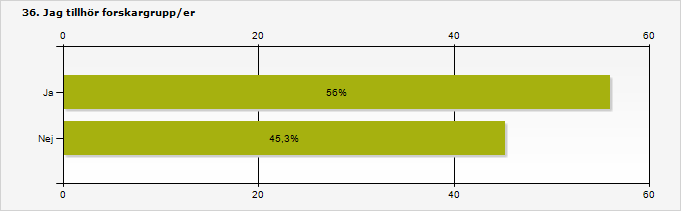 36. Jag tillhör forskargrupp/er
0 20 40 60
Ja 56%
Nej 45,3%
0 20 40 60